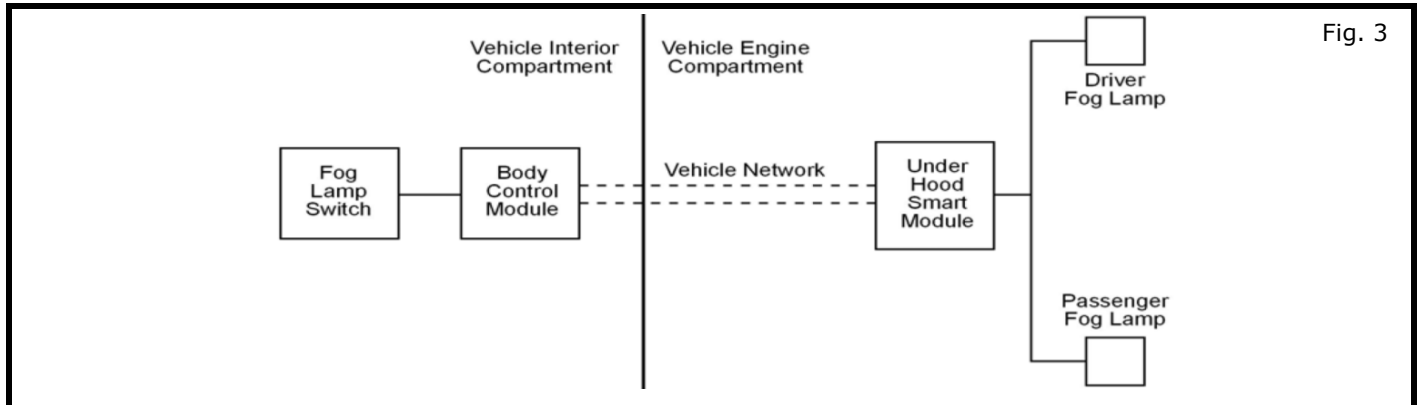 Fig. 3
Vehicle Interior
Compartment
Vehicle Engine
Compartment
Driver
Fog Lamp
Fog
Lamp
Switch
Body
Control
Module
Vehicle Network
Under
Hood
Smart
Module
Passenger
Fog Lamp